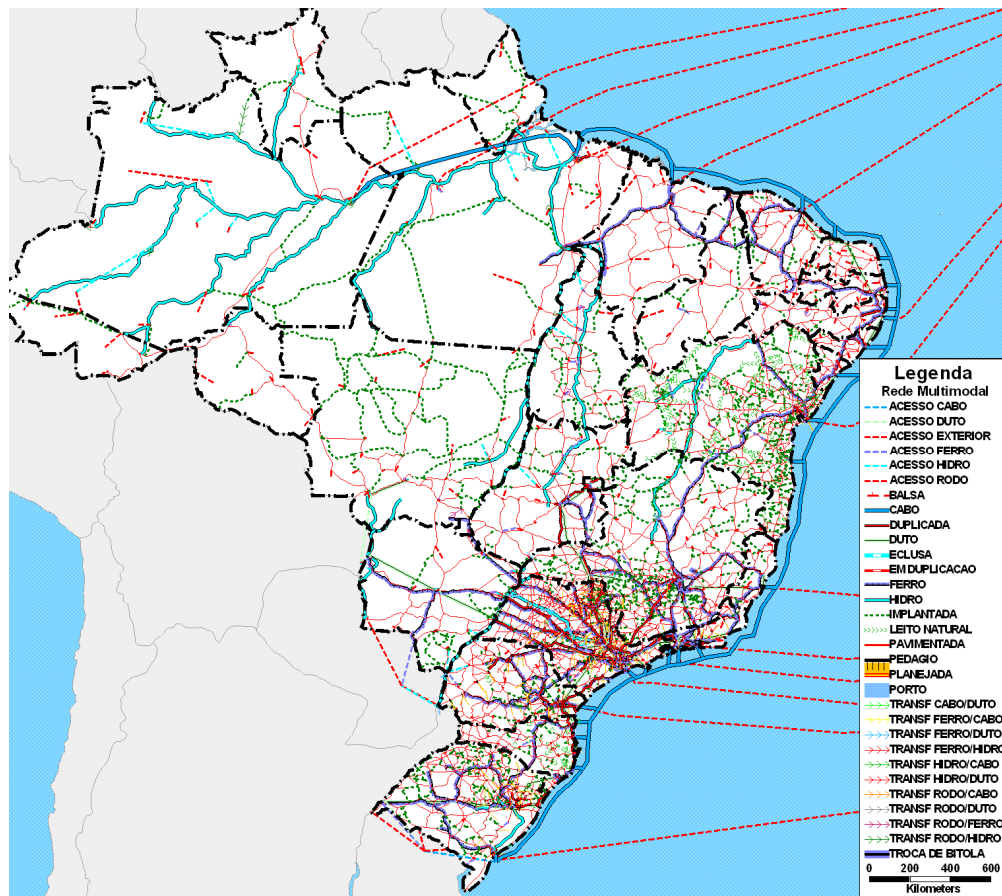 Legenda
Rede Multimodal
ACESSO CABO
ACESSO DUTO
ACESSO EXTERIOR
ACESSO FERRO
ACESSO HIDRO
ACESSO RODO
BALSA
CABO
DUPLICADA
DUTO
ECLUSA
EM DUPLICACAO
FERRO
HIDRO
IMPLANTADA
LEITO NATURAL
PAVIMENTADA
PEDAGIO
PLANEJADA
PORTO
TRANSF CABO/DUTO
TRANSF FERRO/CABO
TRANSF FERRO/DUTO
TRANSF FERRO/HIDRO
TRANSF HIDRO/CABO
TRANSF HIDRO/DUTO
TRANSF RODO/CABO
TRANSF RODO/DUTO
TRANSF RODO/FERRO
TRANSF RODO/HIDRO
TROCA DE BITOLA
0 200 400 600
Kilometers